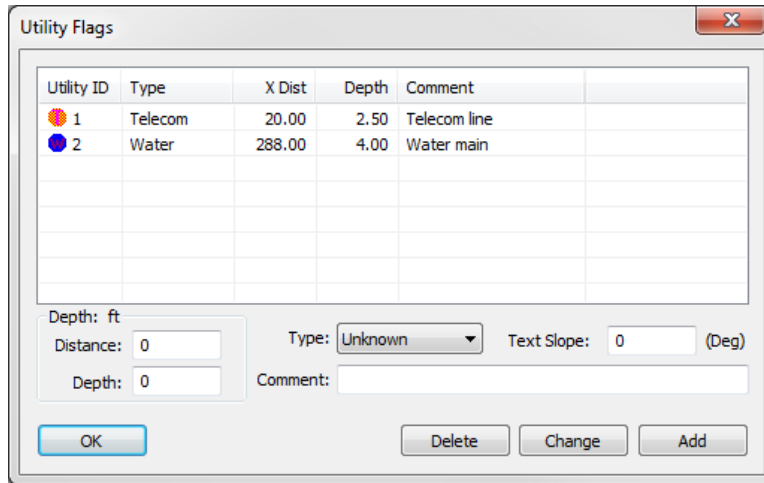 Utility Flags
Utility ID Type X Dist Depth Comment
1 Telecom 20.00 2.50 Telecom line
2 Water 288.00 4.00 Water main
Depth: ft
Distance: 0 Type: Unknown Text Slope: 0 (Deg)
Depth: 0 Comment:
OK Delete Change Add